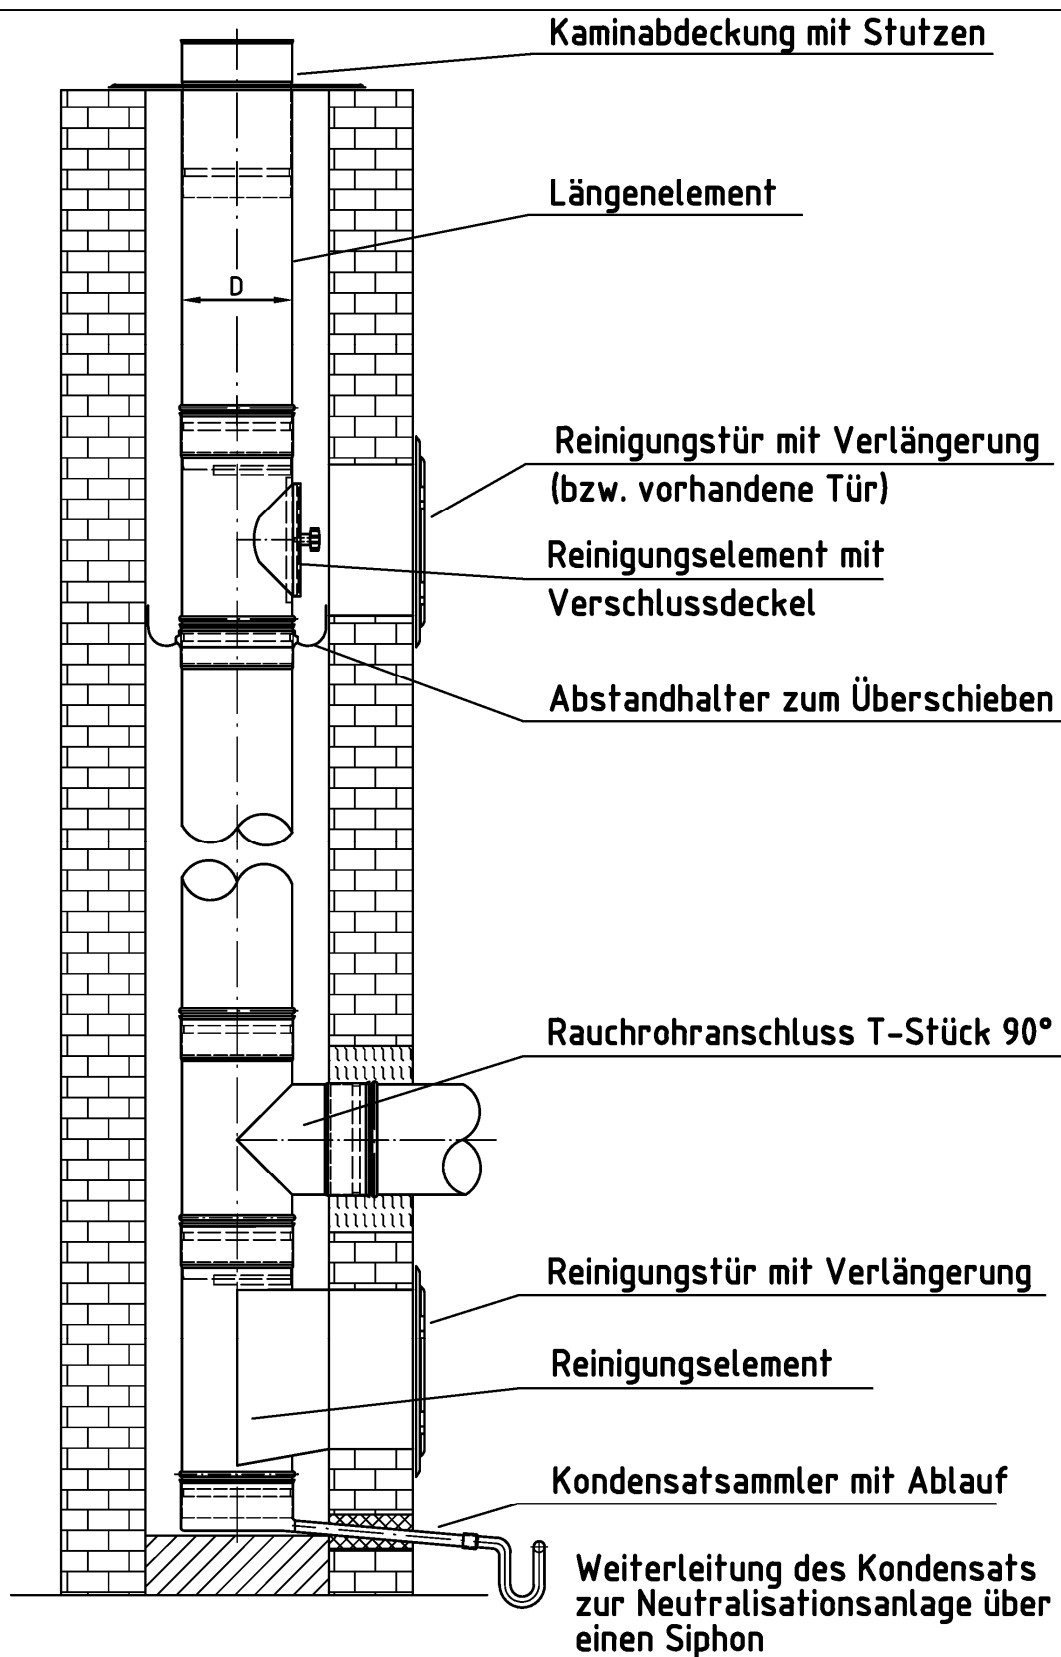 Kaminabdeckung mit Stutzen
Längenelement
D
Reinigungstür mit Verlängerung
(bzw. vorhandene Tür)
Reinigungselement mit
Verschlussdeckel
Abstandhalter zum Überschieben
Rauchrohranschluss T-Stück 90°
Reinigungstür mit Verlängerung
Reinigungselement
Kondensatsammler mit Ablauf
Weiterleitung des Kondensats
zur Neutralisationsanlage über
einen Siphon